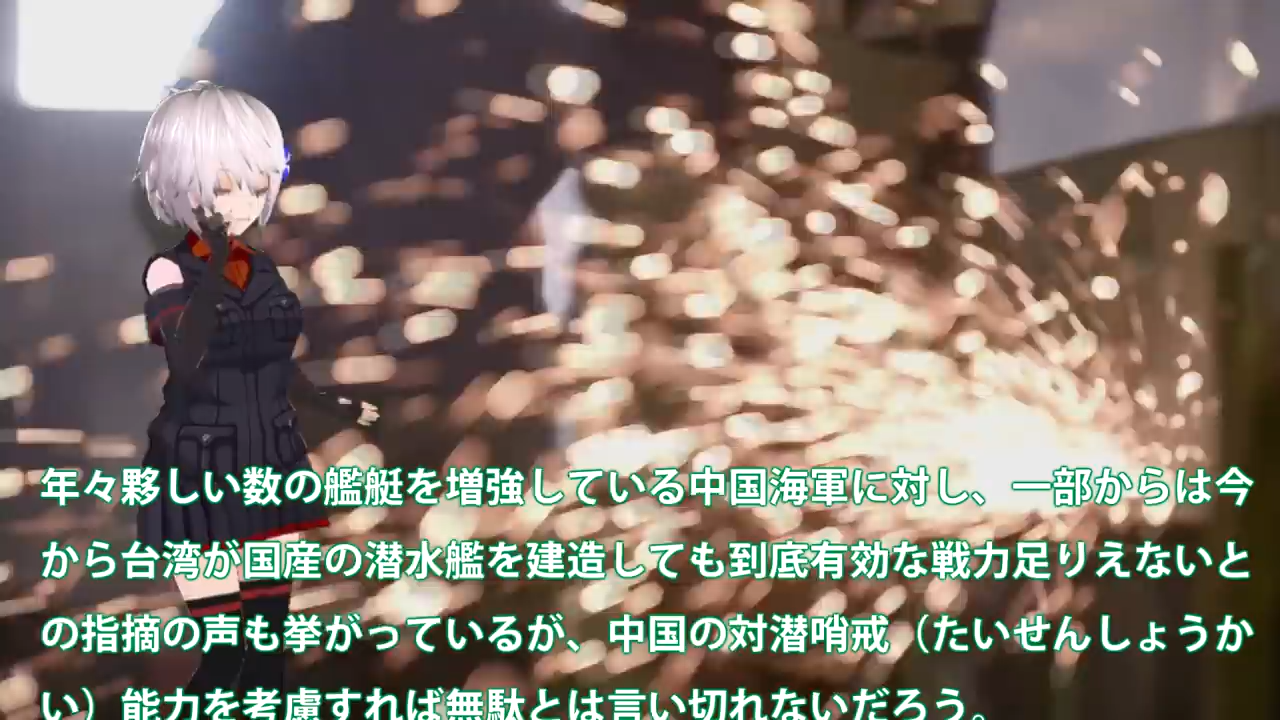 年々夥しい数の艦艇を増強している中国海軍に対し、一部からは今
から台湾が国産の潜水艦を建造しても到底有効な戦力足りえないと
の指摘の声も挙がっているが、中国の対潜哨戒（たいせんしょうか
い）能力を考慮すれば無駄とは言い切れないだろう。